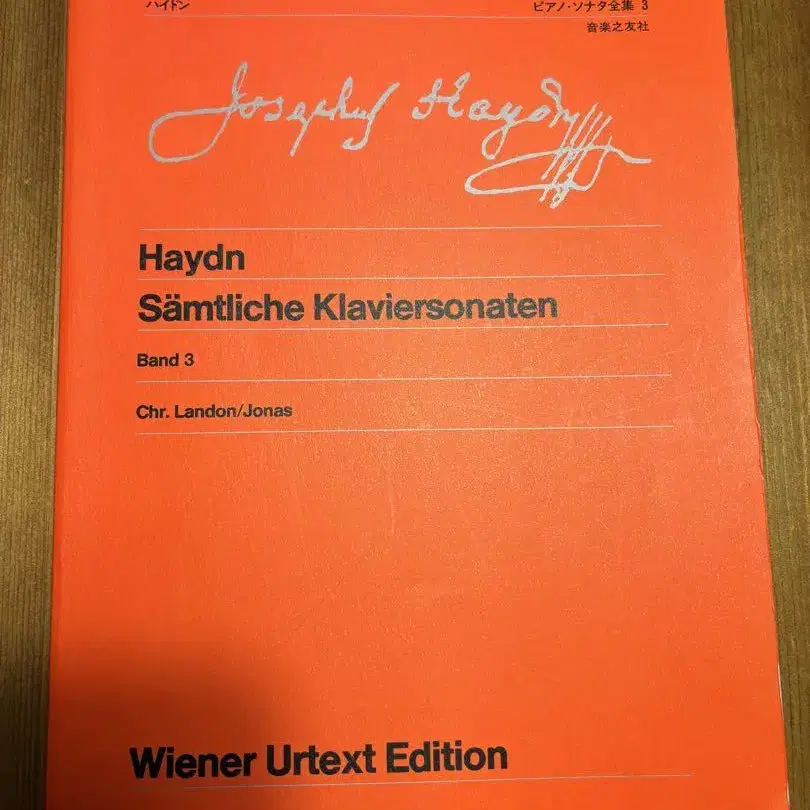 ハイドン
ピアノ・ソナタ全集 3
音楽之友社
Joseph Haydn
Haydn
Sämtliche Klaviersonaten
Band 3
Chr. Landon/Jonas
Wiener Urtext Edition